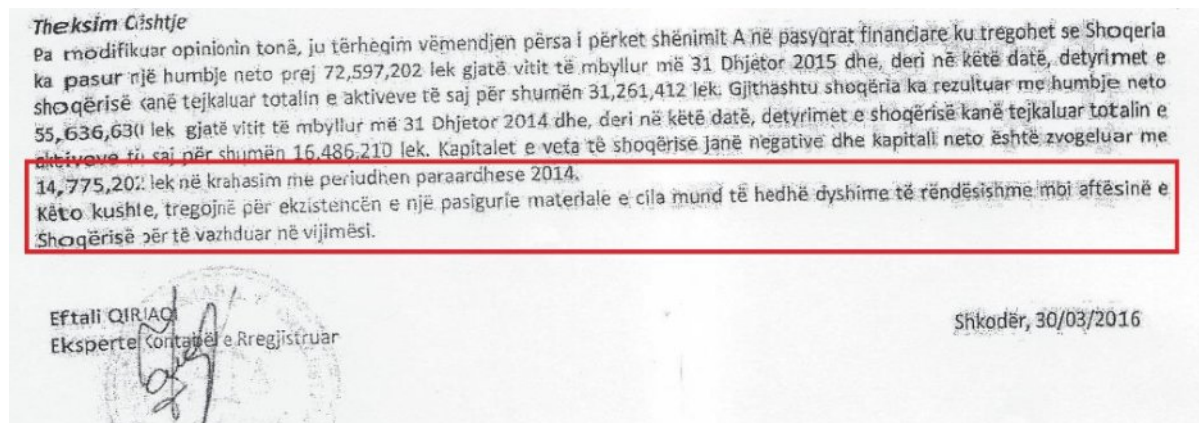 Theksim Çështje
Pa modifikuar opinionin tonë, ju tërheqim vëmendjen përsa i përket shënimit A në pasyqrat financiare ku tregohet se Shoqeria
ka pasur një humbje neto prej 72,597,202 lek gjatë vitit të mbyllur më 31 Dhjetor 2015 dhe, deri në këtë datë, detyrimet e
shoqërisë kanë tejkaluar totalin e aktiveve të saj për shumën 31,261,412 lek. Gjithashtu shoqëria ka rezultuar me humbje neto
55,636,630 lek gjatë vitit të mbyllur më 31 Dhjetor 2014 dhe, deri në këtë datë, detyrimet e shoqërisë kanë tejkaluar totalin e
aktiveve të saj për shumën 16,486,210 lek. Kapitalet e veta të shoqërisë janë negative dhe kapitali neto është zvogeluar me
14,775,202 lek në krahasim me periudhen paraardhese 2014.
Këto kushte, tregojnë për ekzistencën e një pasigurie materiale e cila mund të hedhë dyshime të rëndësishme mbi aftësinë e
Shoqërisë për të vazhduar në vijimësi.
Eftali QIRJAQI
Eksperte Kontabël e Rregjistruar
Shkodër, 30/03/2016